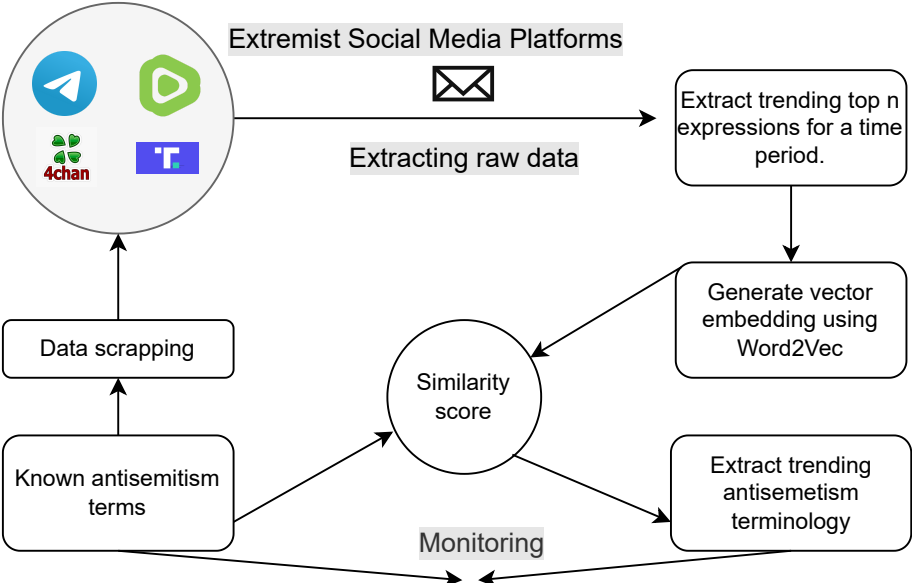 Extremist Social Media Platforms
4chan
T.
Extracting raw data
Extract trending top n
expressions for a time
period.
Generate vector
embedding using
Word2Vec
Data scrapping
Similarity
score
Known antisemitism
terms
Extract trending
antisemetism
terminology
Monitoring